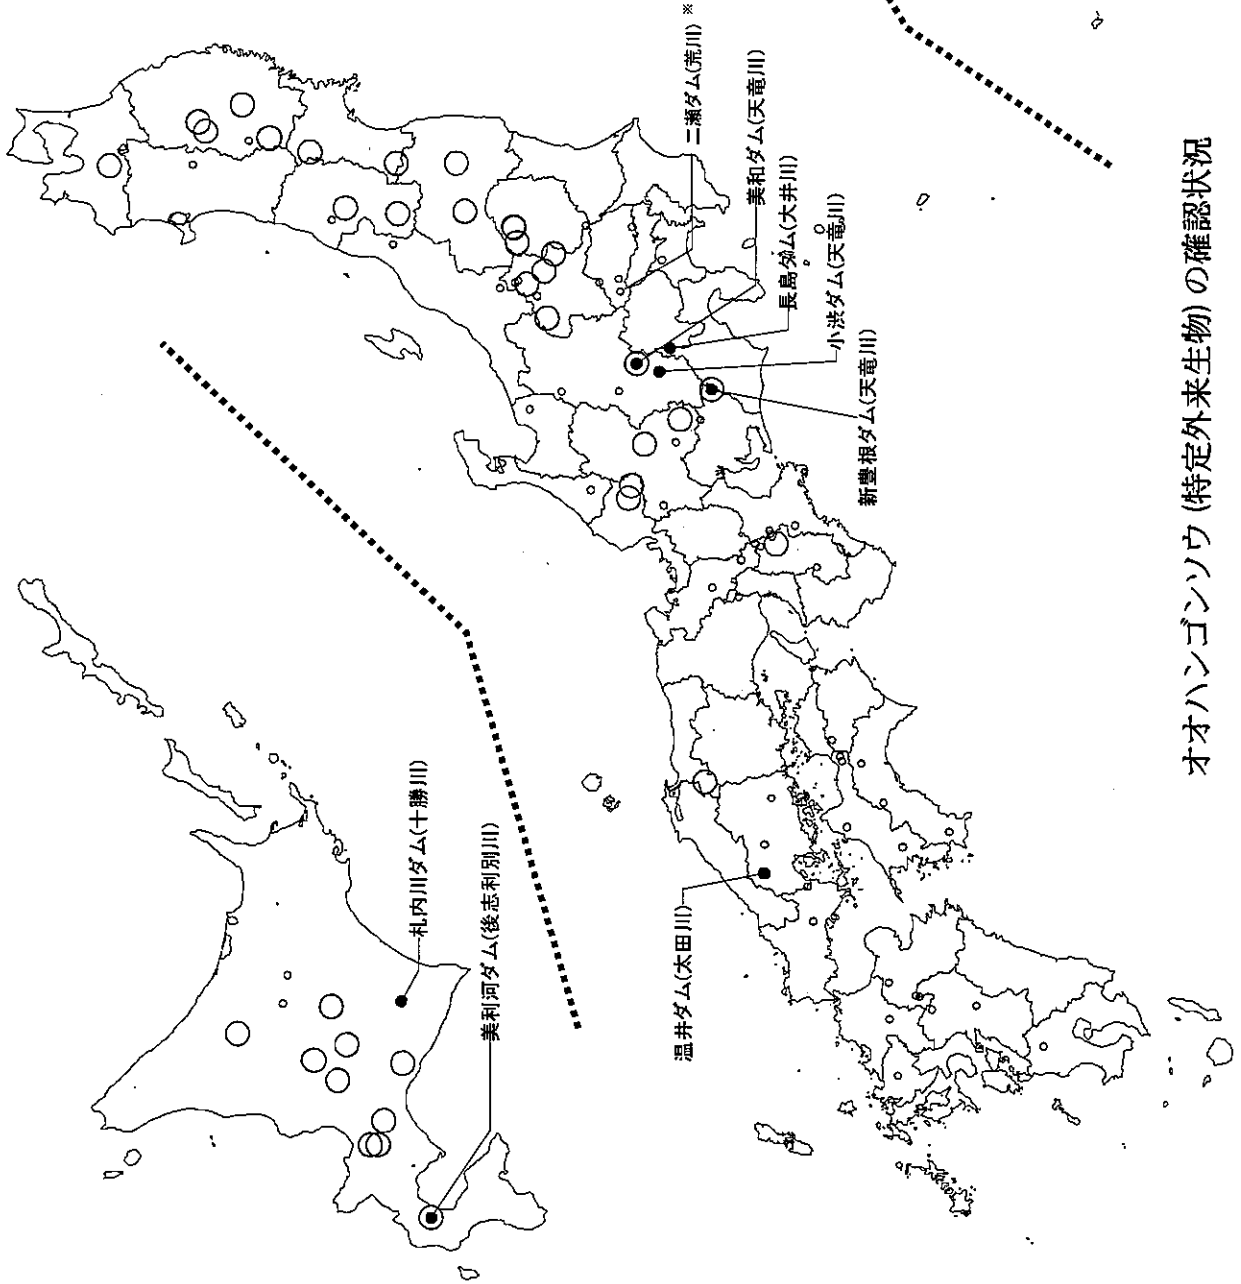 札内川ダム(十勝川)
美利河ダム(後志利別川)
二瀬ダム(荒川)※
美和ダム(天竜川)
長島ダム(大井川)
小渋ダム(天竜川)
新豊根ダム(天竜川)
温井ダム(太田川)
オオハンゴンソウ(特定外来生物)の確認状況